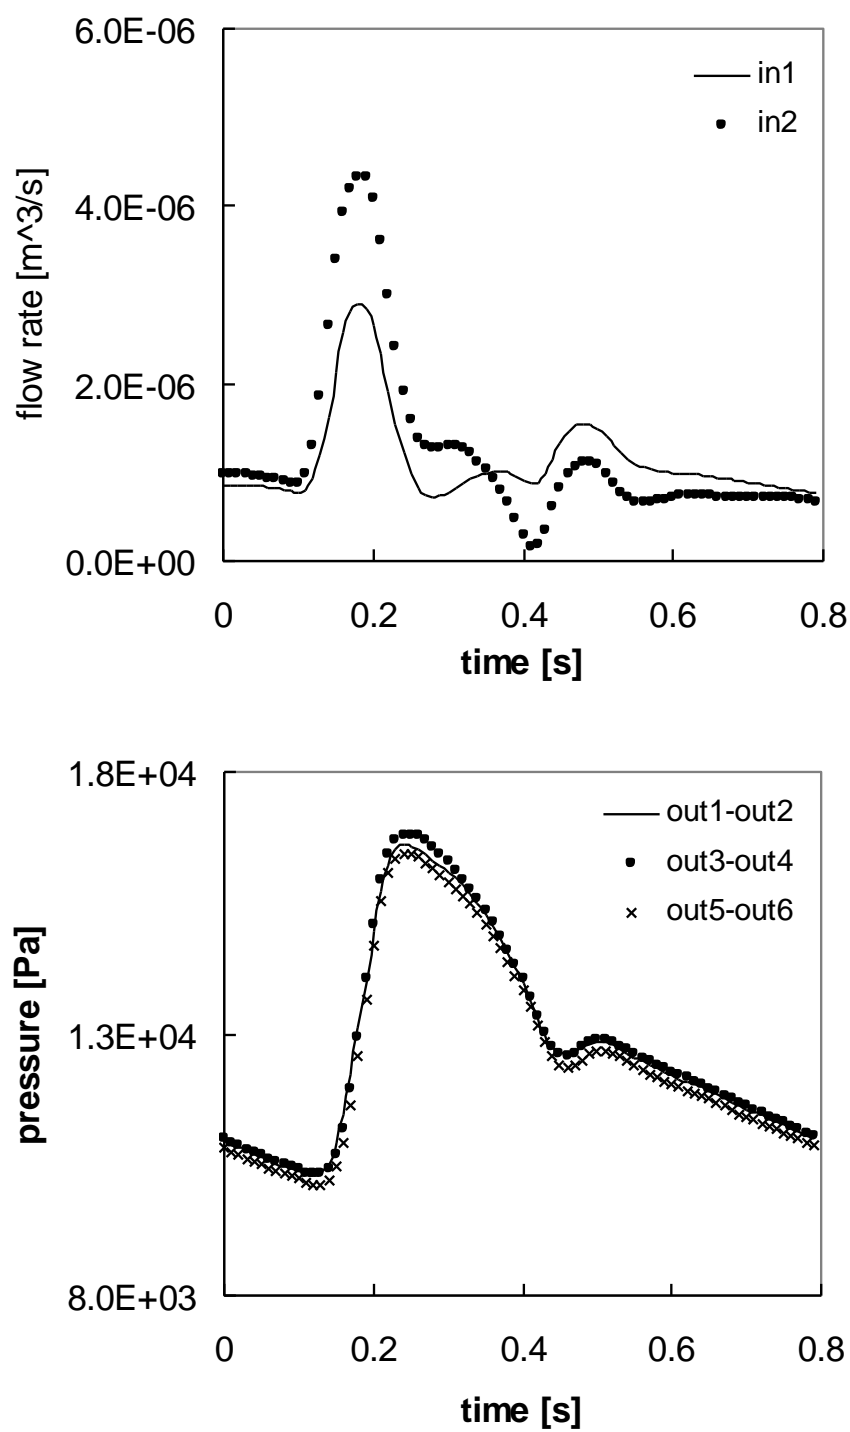 6.0E-06
in1
in2
4.0E-06
flow rate [m^3/s]
2.0E-06
0.0E+00
0 0.2 0.4 0.6 0.8
time [s]
1.8E+04
out1-out2
out3-out4
out5-out6
pressure [Pa]
1.3E+04
8.0E+03
0 0.2 0.4 0.6 0.8
time [s]